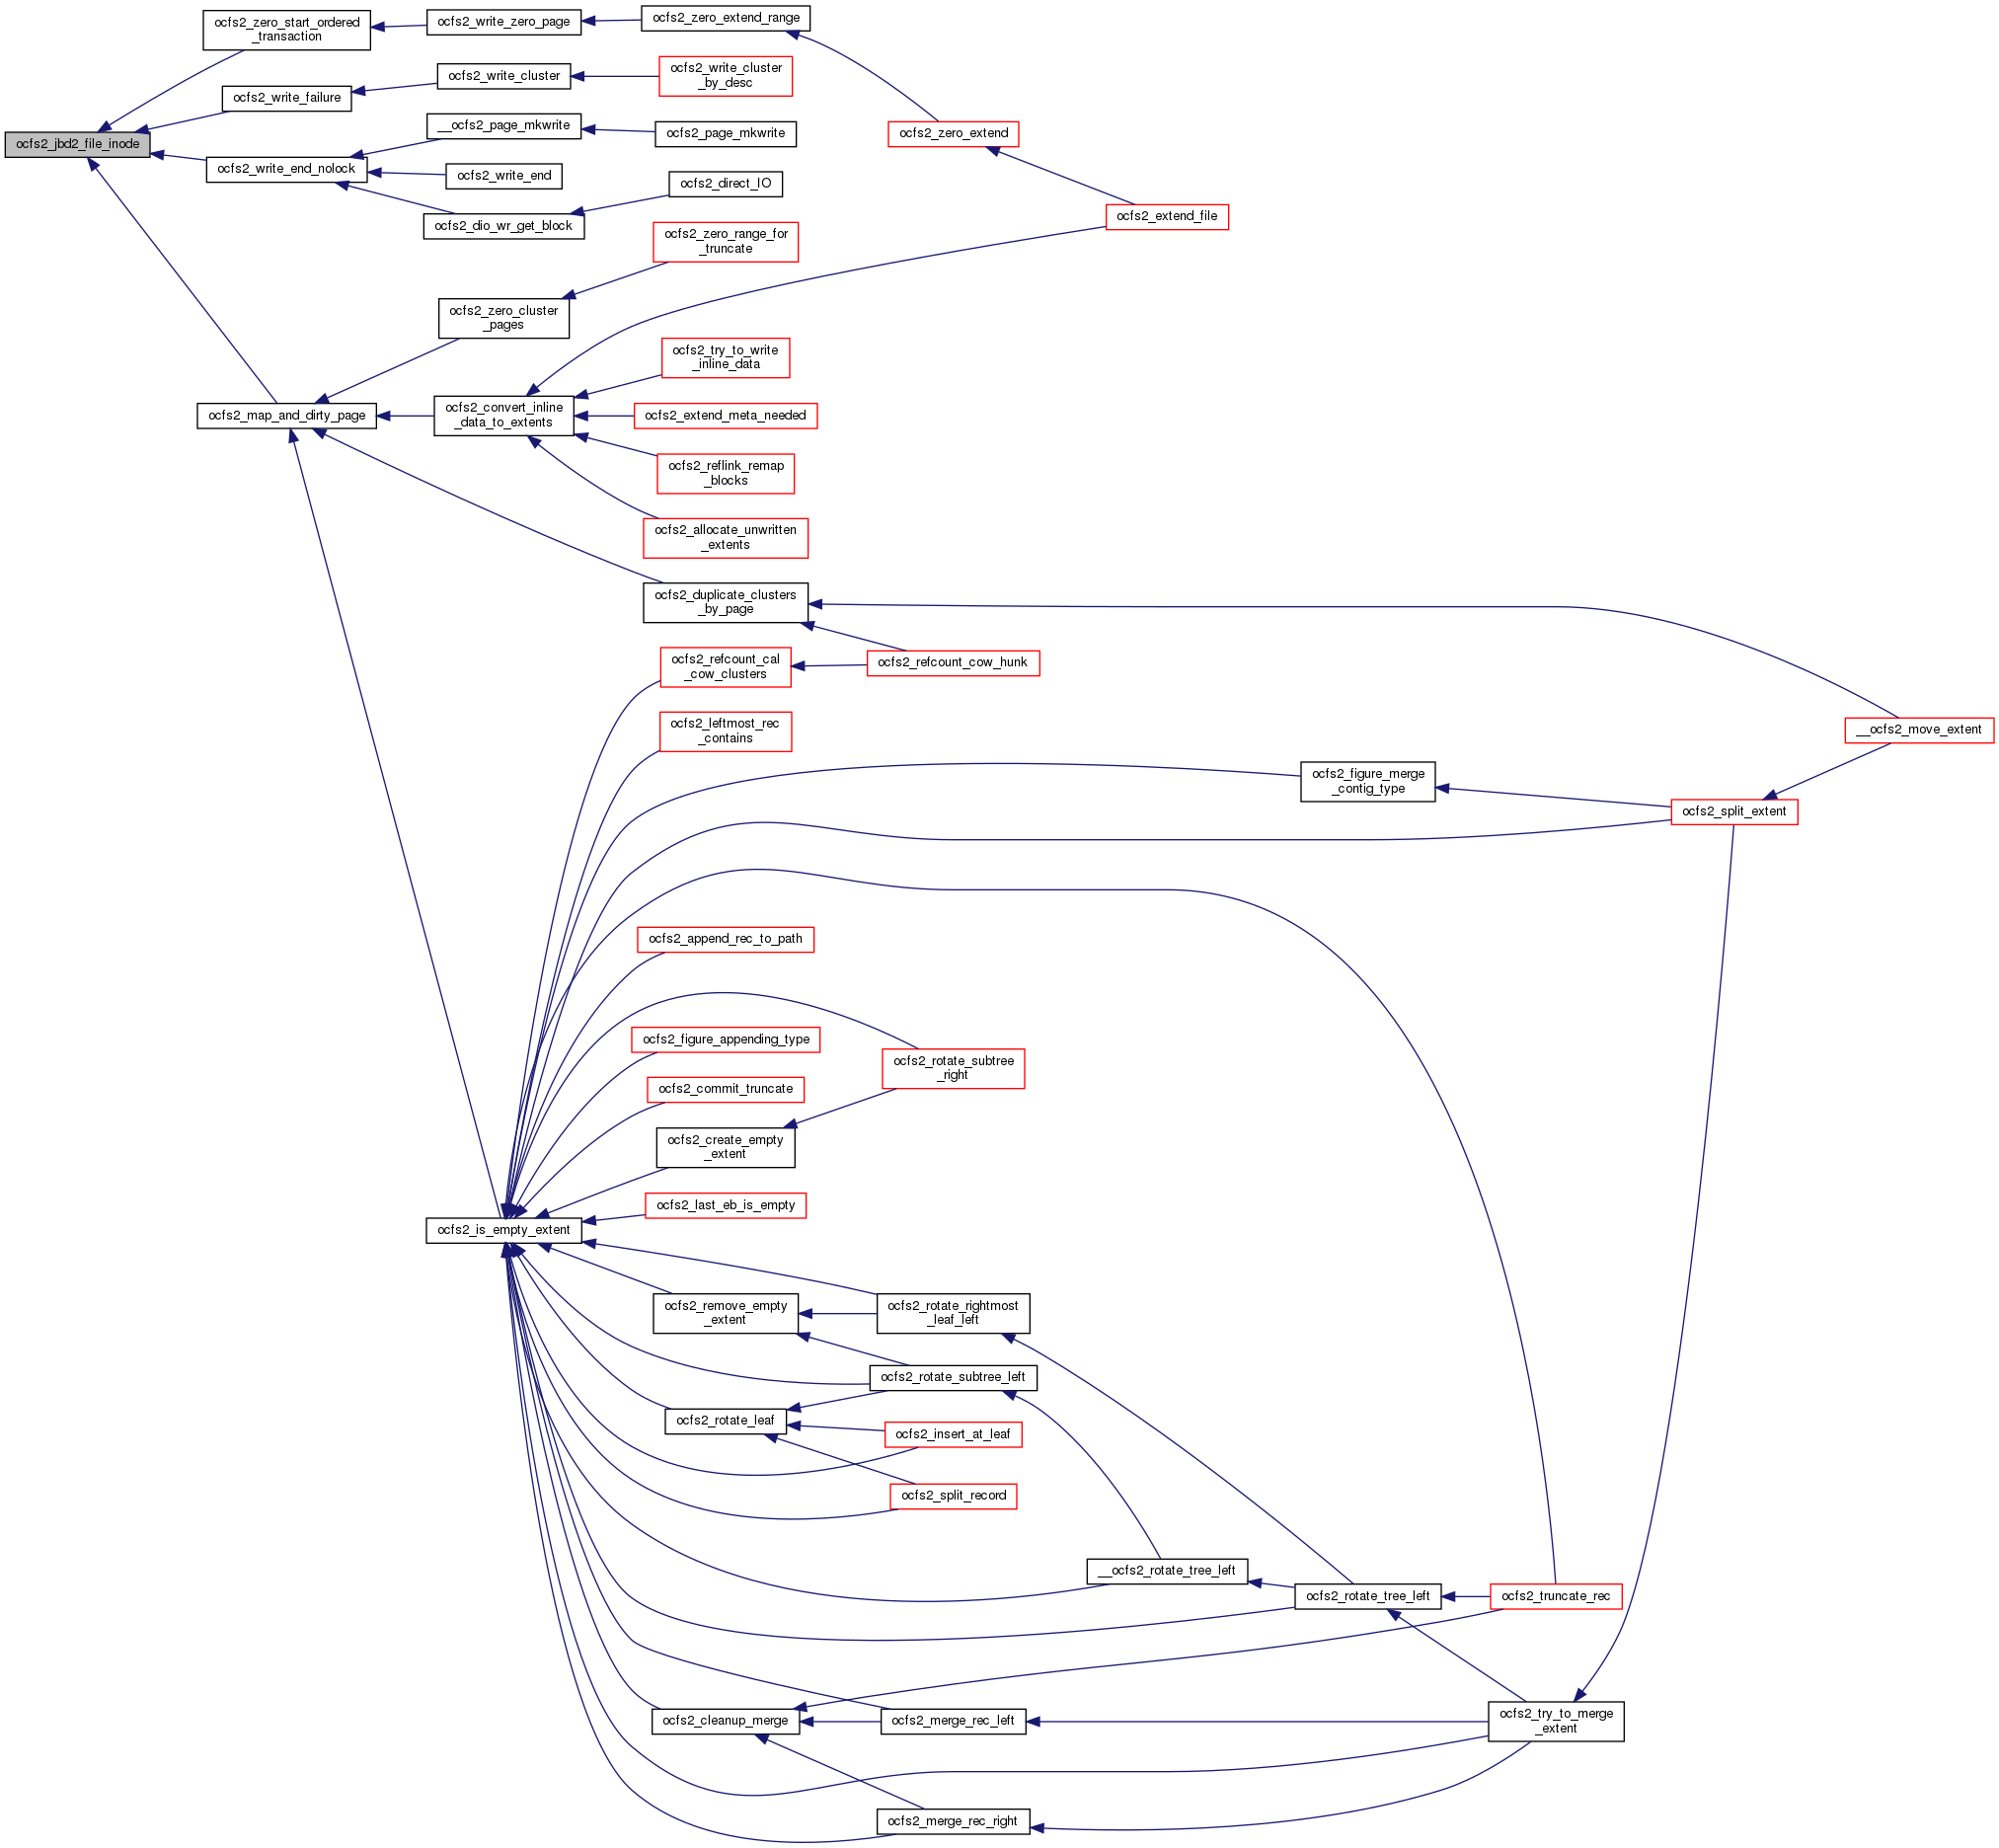 ocfs2_jbd2_file_inode
ocfs2_zero_start_ordered
_transaction
ocfs2_write_zero_page
ocfs2_zero_extend_range
ocfs2_write_failure
ocfs2_write_cluster
ocfs2_write_cluster
_by_desc
ocfs2_write_end_nolock
__ocfs2_page_mkwrite
ocfs2_page_mkwrite
ocfs2_zero_extend
ocfs2_write_end
ocfs2_direct_IO
ocfs2_dio_wr_get_block
ocfs2_extend_file
ocfs2_zero_range_for
_truncate
ocfs2_zero_cluster
_pages
ocfs2_try_to_write
_inline_data
ocfs2_map_and_dirty_page
ocfs2_convert_inline
_data_to_extents
ocfs2_extend_meta_needed
ocfs2_reflink_remap
_blocks
ocfs2_allocate_unwritten
_extents
ocfs2_duplicate_clusters
_by_page
ocfs2_refcount_cal
_cow_clusters
ocfs2_refcount_cow_hunk
ocfs2_leftmost_rec
_contains
__ocfs2_move_extent
ocfs2_figure_merge
_contig_type
ocfs2_split_extent
ocfs2_append_rec_to_path
ocfs2_figure_appending_type
ocfs2_rotate_subtree
_right
ocfs2_commit_truncate
ocfs2_create_empty
_extent
ocfs2_last_eb_is_empty
ocfs2_is_empty_extent
ocfs2_remove_empty
_extent
ocfs2_rotate_rightmost
_leaf_left
ocfs2_rotate_subtree_left
ocfs2_rotate_leaf
ocfs2_insert_at_leaf
ocfs2_split_record
__ocfs2_rotate_tree_left
ocfs2_rotate_tree_left
ocfs2_truncate_rec
ocfs2_cleanup_merge
ocfs2_merge_rec_left
ocfs2_try_to_merge
_extent
ocfs2_merge_rec_right